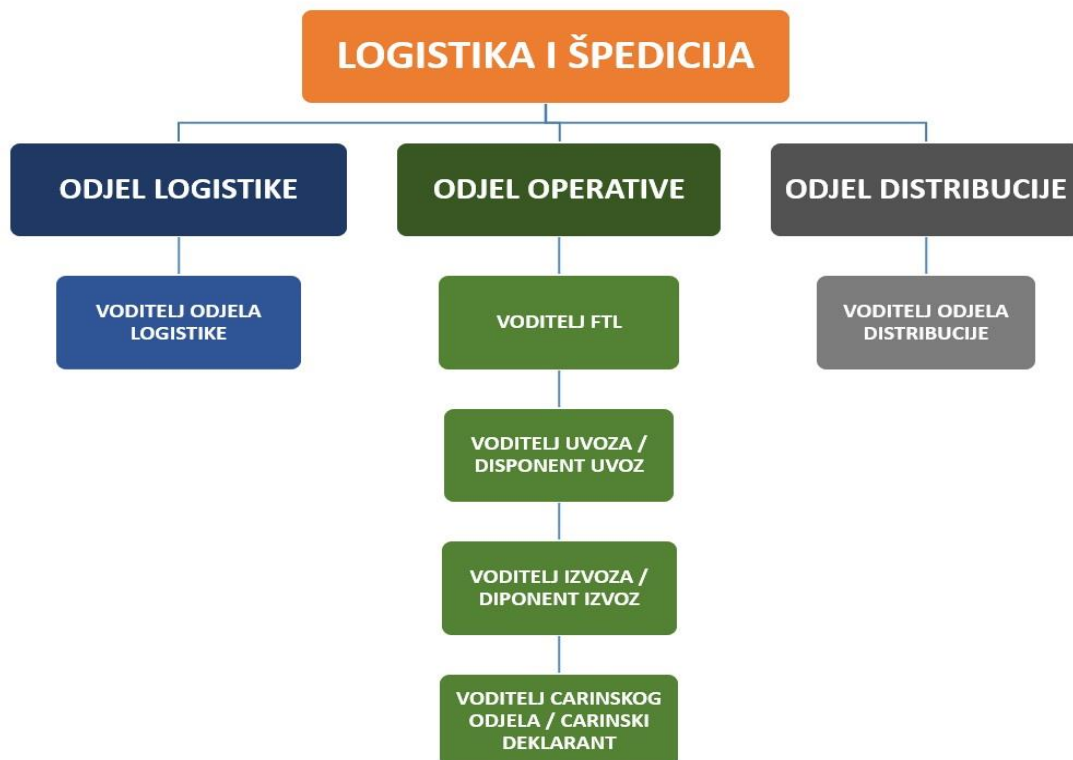 LOGISTIKA I ŠPEDICIJA
ODJEL LOGISTIKE
ODJEL OPERATIVE
ODJEL DISTRIBUCIJE
VODITELJ ODJELA
LOGISTIKE
VODITELJ FTL
VODITELJ ODJELA
DISTRIBUCIJE
VODITELJ UVOZA /
DISPONENT UVOZ
VODITELJ IZVOZA /
DIPONENT IZVOZ
VODITELJ CARINSKOG
ODJELA / CARINSKI
DEKLARANT